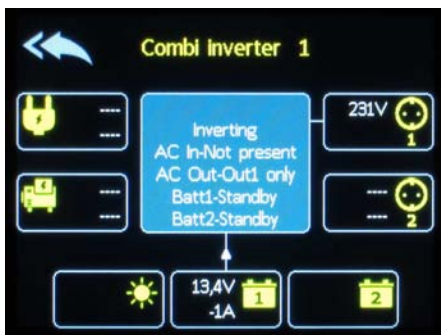 Combi inverter 1
----
----
Inverting
AC In-Not present
AC Out-Out1 only
Batt1-Standby
Batt2-Standby
231V
1
----
----
----
----
2
13,4V
-1A
1
2